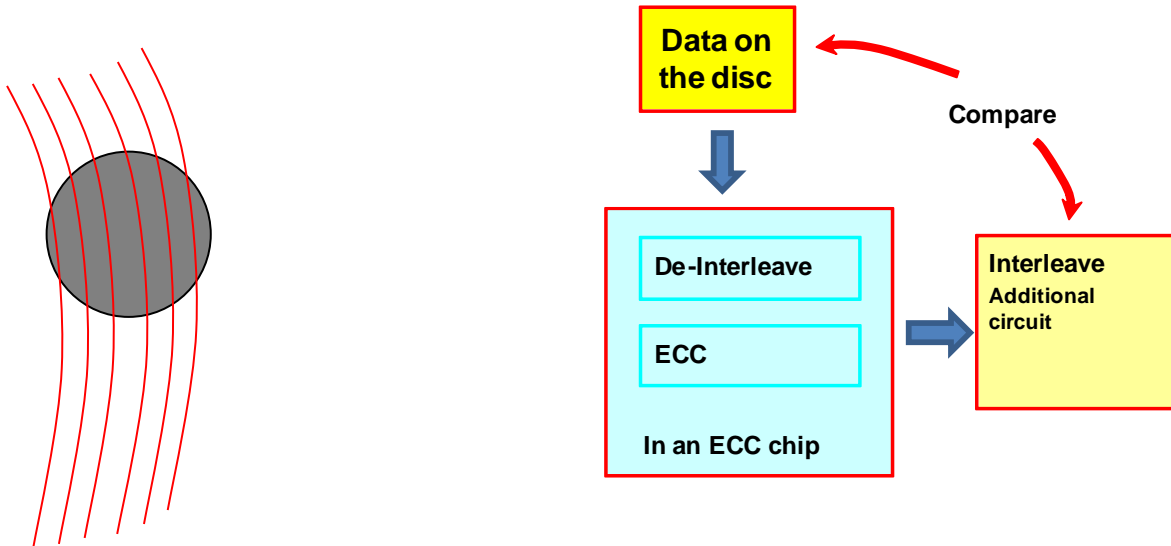 Data on
the disc
Compare
De-Interleave
ECC
In an ECC chip
Interleave
Additional
circuit